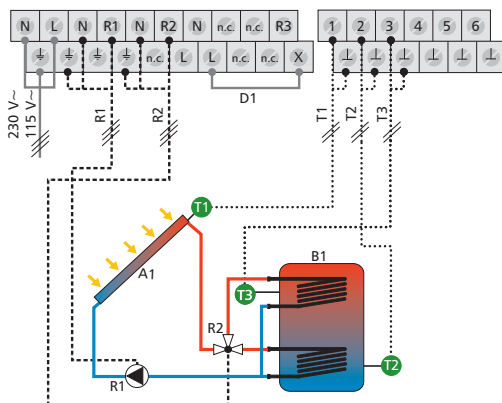 N L N R1 N R2 N n.c. n.c. R3
n.c. L L n.c. n.c. X
1 2 3 4 5 6
230 V~
115 V~
R1
R2
D1
T1
T2
T3
T1
A1
B1
T3
R2
T2
R1